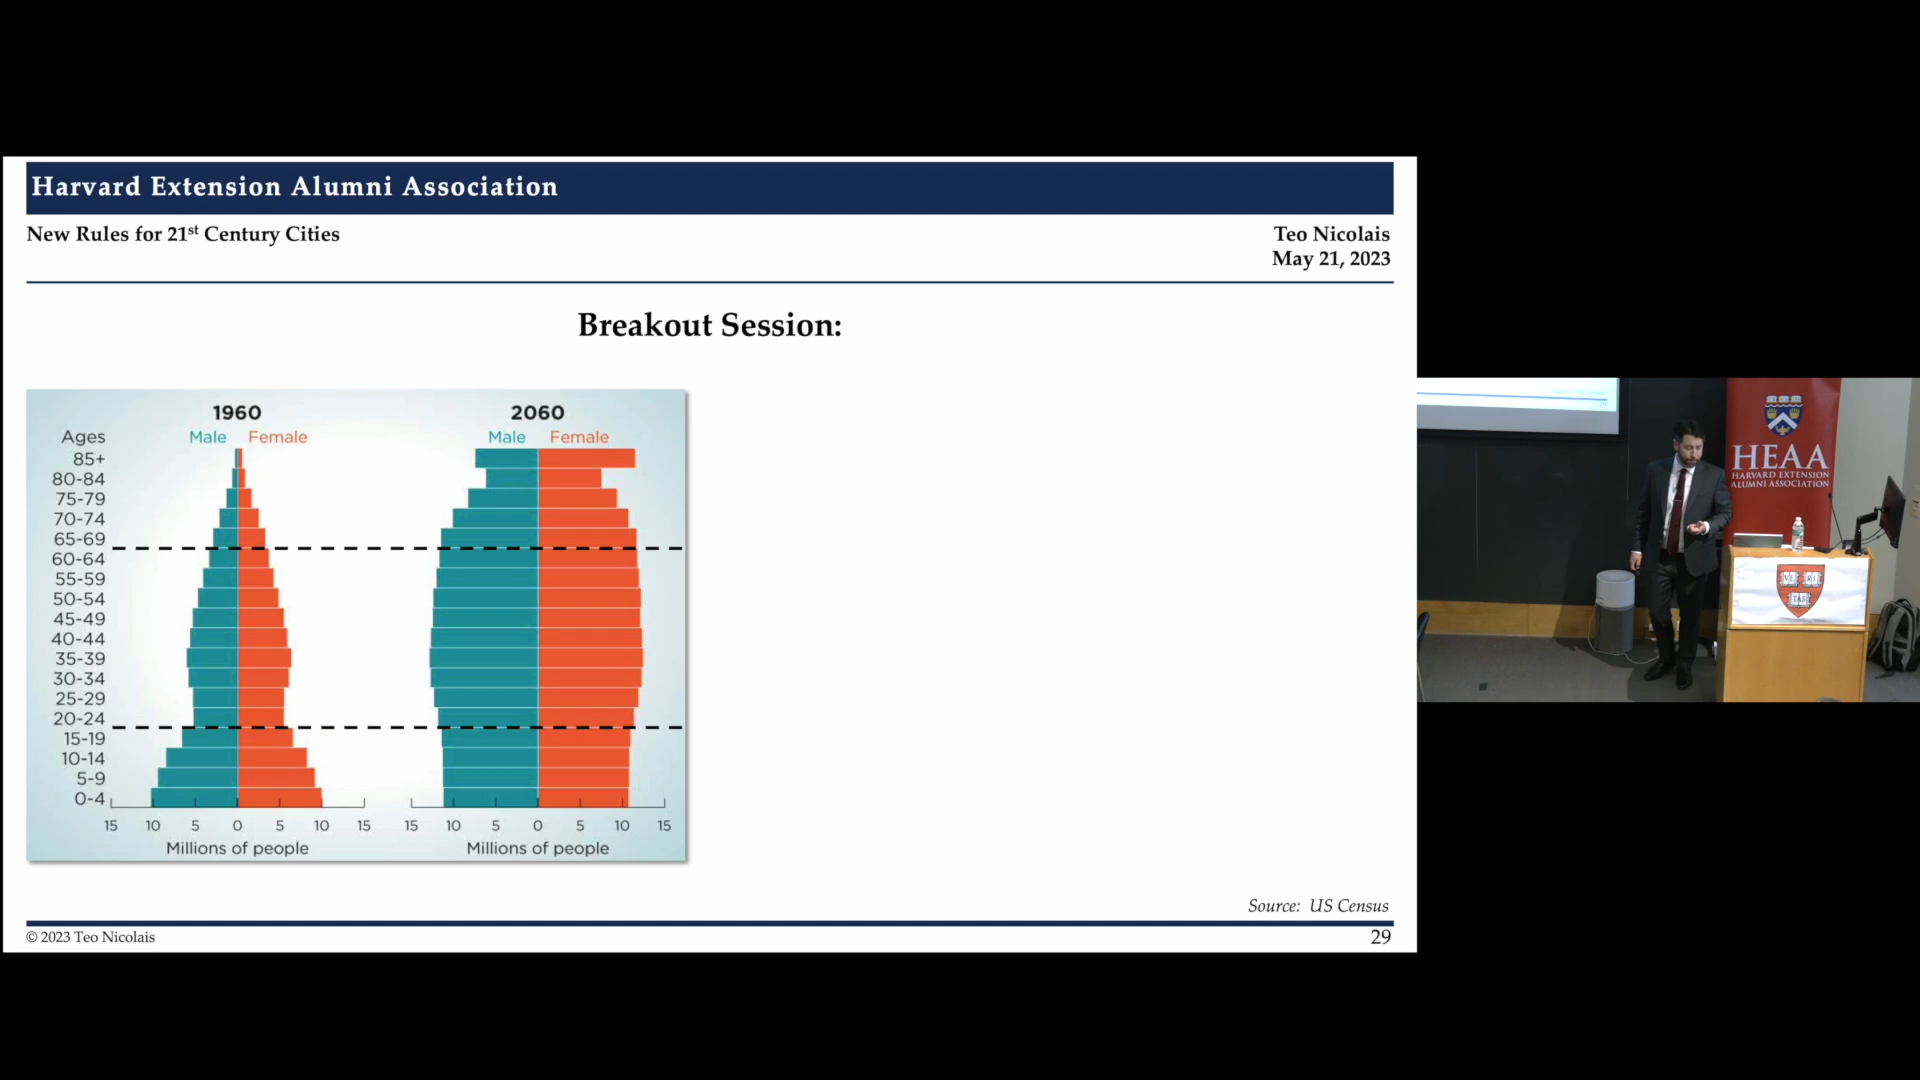 Harvard Extension Alumni Association
New Rules for 21st Century Cities
Teo Nicolais
May 21, 2023
Breakout Session:
1960
2060
Ages
Male Female
Male Female
85+
80-84
75-79
70-74
65-69
60-64
55-59
50-54
45-49
40-44
35-39
30-34
25-29
20-24
15-19
10-14
5-9
0-4
15 10 5 0 5 10 15
15 10 5 0 5 10 15
Millions of people
Millions of people
Source: US Census
© 2023 Teo Nicolais
29
HEAA
HARVARD EXTENSION
ALUMNI ASSOCIATION
VE RI
TAS